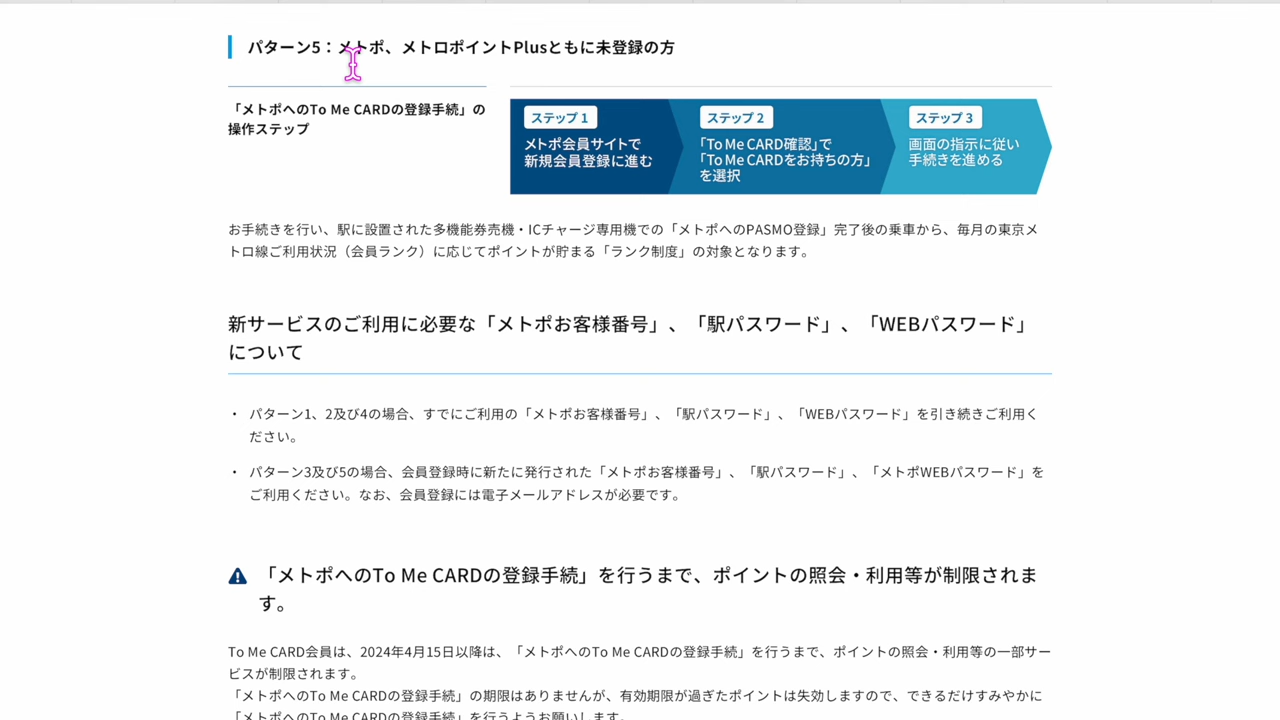 パターン5：メトポ、メトロポイントPlusともに未登録の方
「メトポへのTo Me CARDの登録手続」の
操作ステップ
ステップ 1
メトポ会員サイトで
新規会員登録に進む
ステップ 2
「To Me CARD確認」で
「To Me CARDをお持ちの方」
を選択
ステップ 3
画面の指示に従い
手続きを進める
お手続きを行い、駅に設置された多機能券売機・ICチャージ専用機での「メトポへのPASMO登録」完了後の乗車から、毎月の東京メ
トロ線ご利用状況（会員ランク）に応じてポイントが貯まる「ランク制度」の対象となります。
新サービスのご利用に必要な「メトポお客様番号」、「駅パスワード」、「WEBパスワード」
について
・ パターン1、2及び4の場合、すでにご利用の「メトポお客様番号」、「駅パスワード」、「WEBパスワード」を引き続きご利用く
ださい。
・ パターン3及び5の場合、会員登録時に新たに発行された「メトポお客様番号」、「駅パスワード」、「メトポWEBパスワード」を
ご利用ください。なお、会員登録には電子メールアドレスが必要です。
「メトポへのTo Me CARDの登録手続」を行うまで、ポイントの照会・利用等が制限されま
す。
To Me CARD会員は、2024年4月15日以降は、「メトポへのTo Me CARDの登録手続」を行うまで、ポイントの照会・利用等の一部サー
ビスが制限されます。
「メトポへのTo Me CARDの登録手続」の期限はありませんが、有効期限が過ぎたポイントは失効しますので、できるだけすみやかに
「メトポへのTo Me CARDの登録手続」を行うようお願いします。